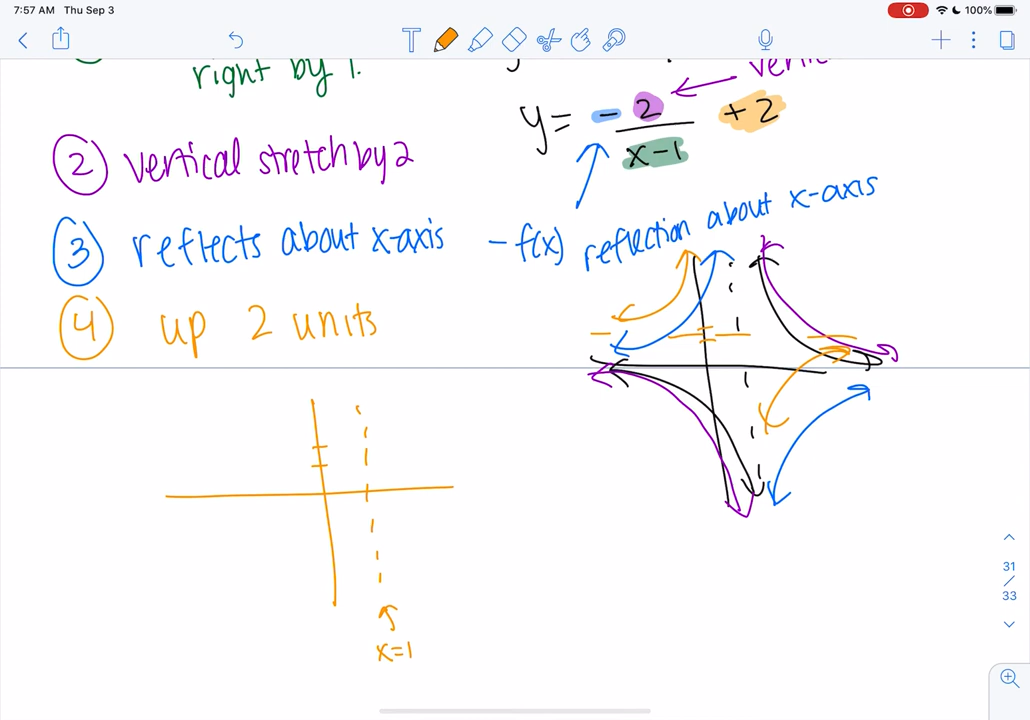 7:57 AM Thu Sep 3
100%
right by 1.
y = - 2 + 2
x - 1
2 vertical stretch by 2
3 reflects about x-axis
- f(x) reflection about x-axis
4 up 2 units
x = 1
31
/
33